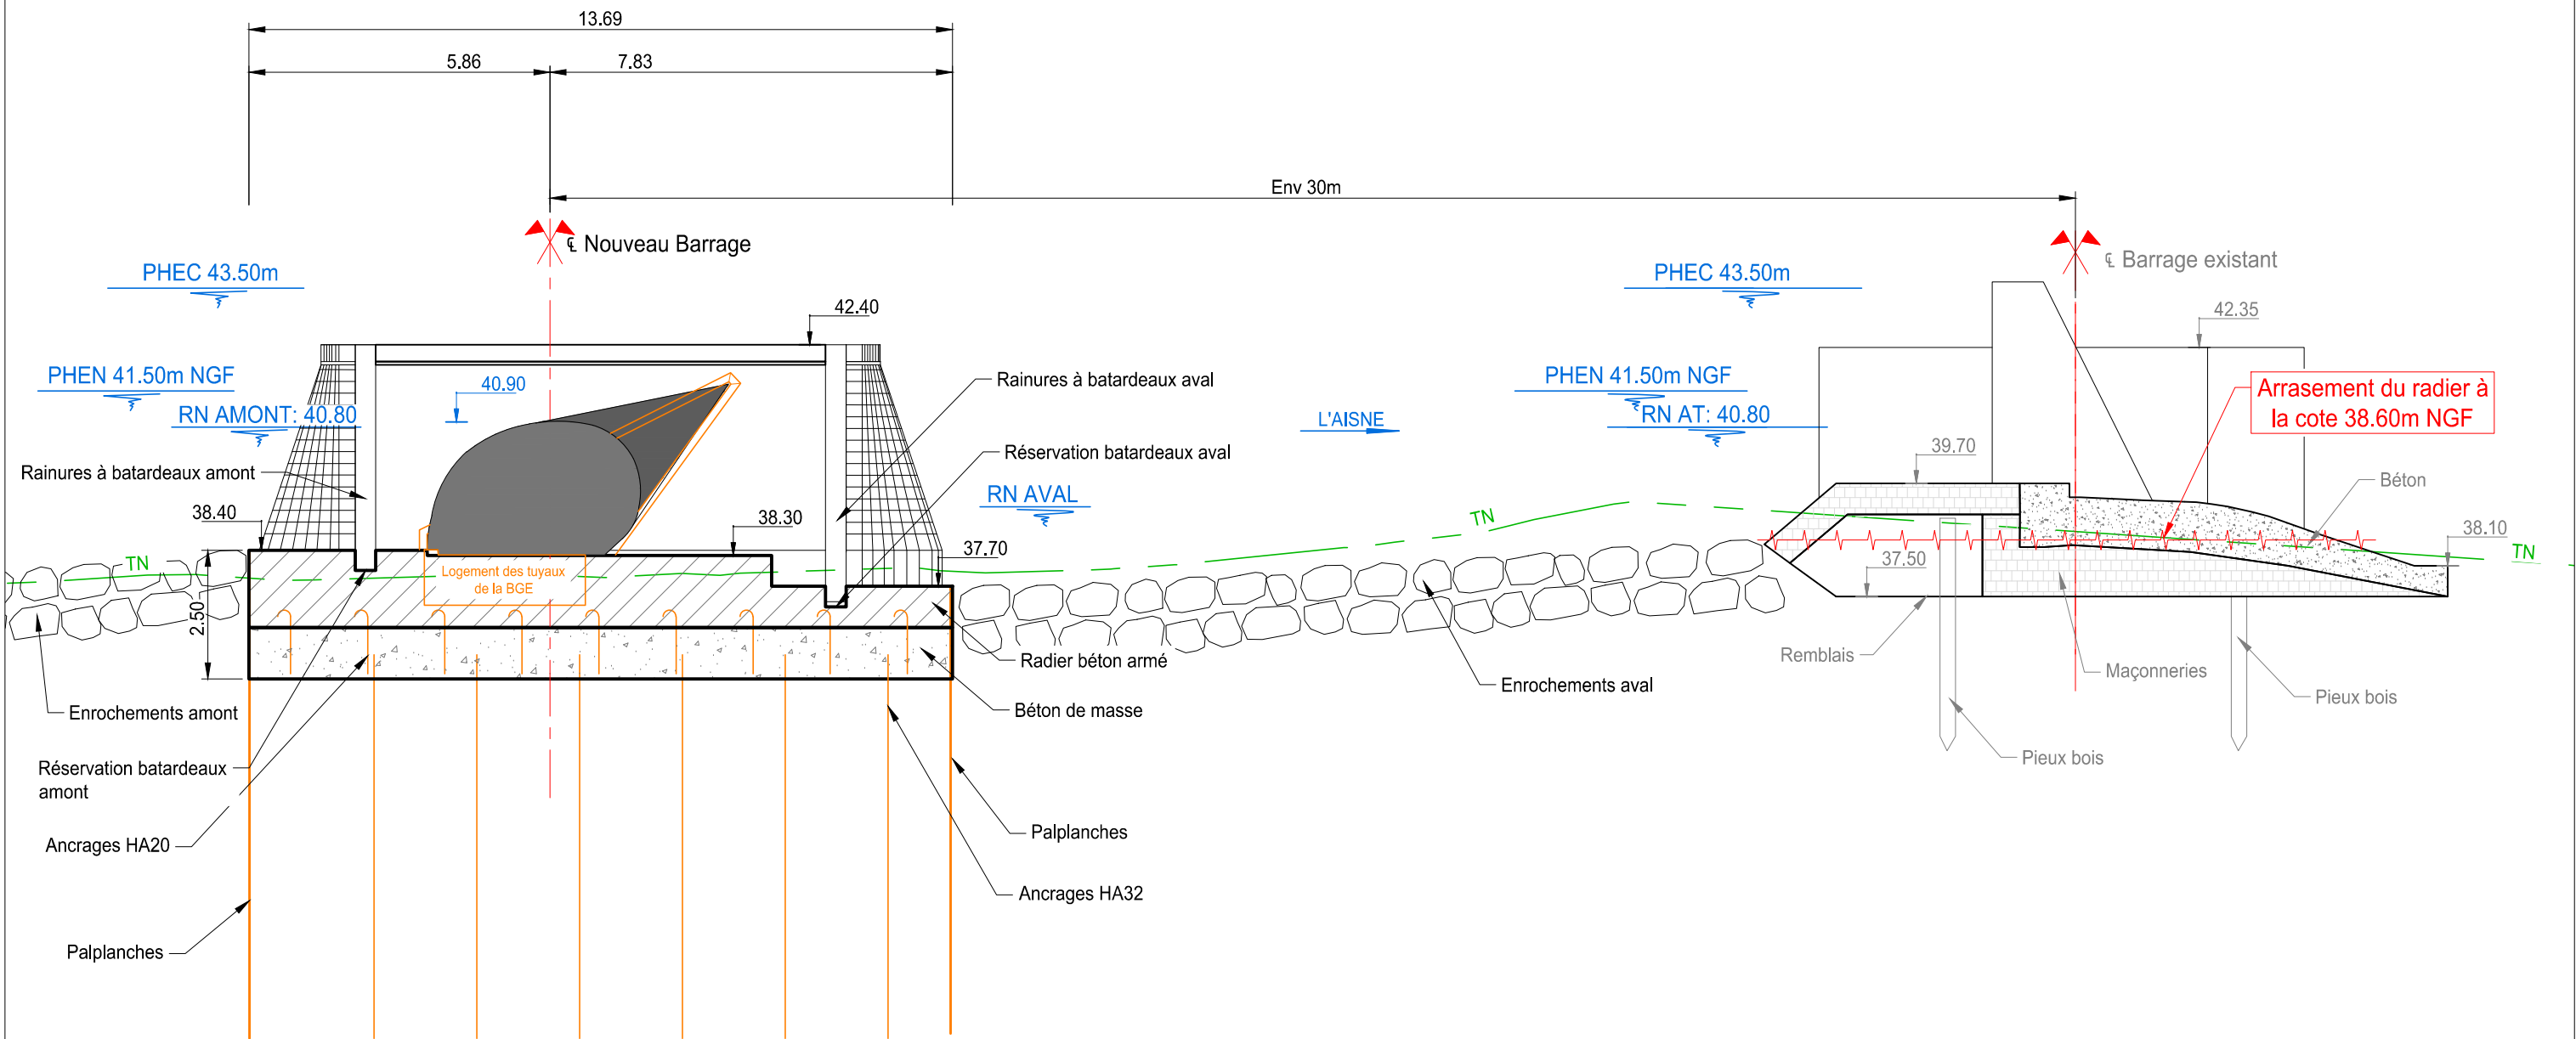 13.69
5.86
7.83
Env 30m
℄ Nouveau Barrage
℄ Barrage existant
PHEC 43.50m
PHEC 43.50m
42.40
42.35
PHEN 41.50m NGF
40.90
Rainures à batardeaux aval
PHEN 41.50m NGF
Arrasement du radier à
la cote 38.60m NGF
RN AMONT: 40.80
L'AISNE
RN AT: 40.80
Rainures à batardeaux amont
Réservation batardeaux aval
39.70
Béton
RN AVAL
38.40
38.30
TN
38.10
TN
37.70
37.50
TN
Logement des tuyaux
de la BGE
2.50
Radier béton armé
Remblais
Maçonneries
Enrochements aval
Pieux bois
Enrochements amont
Béton de masse
Pieux bois
Réservation batardeaux
amont
Palplanches
Ancrages HA20
Ancrages HA32
Palplanches